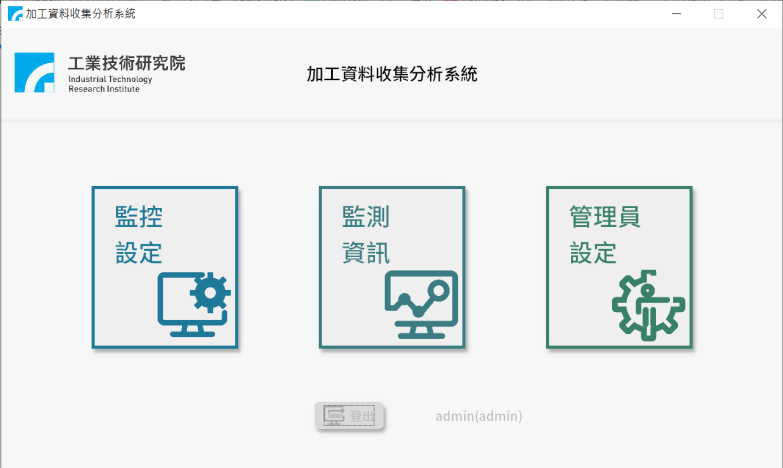 加工資料收集分析系統
工業技術研究院
Industrial Technology
Research Institute
加工資料收集分析系統
監控
設定
監測
資訊
管理員
設定
登出
admin(admin)